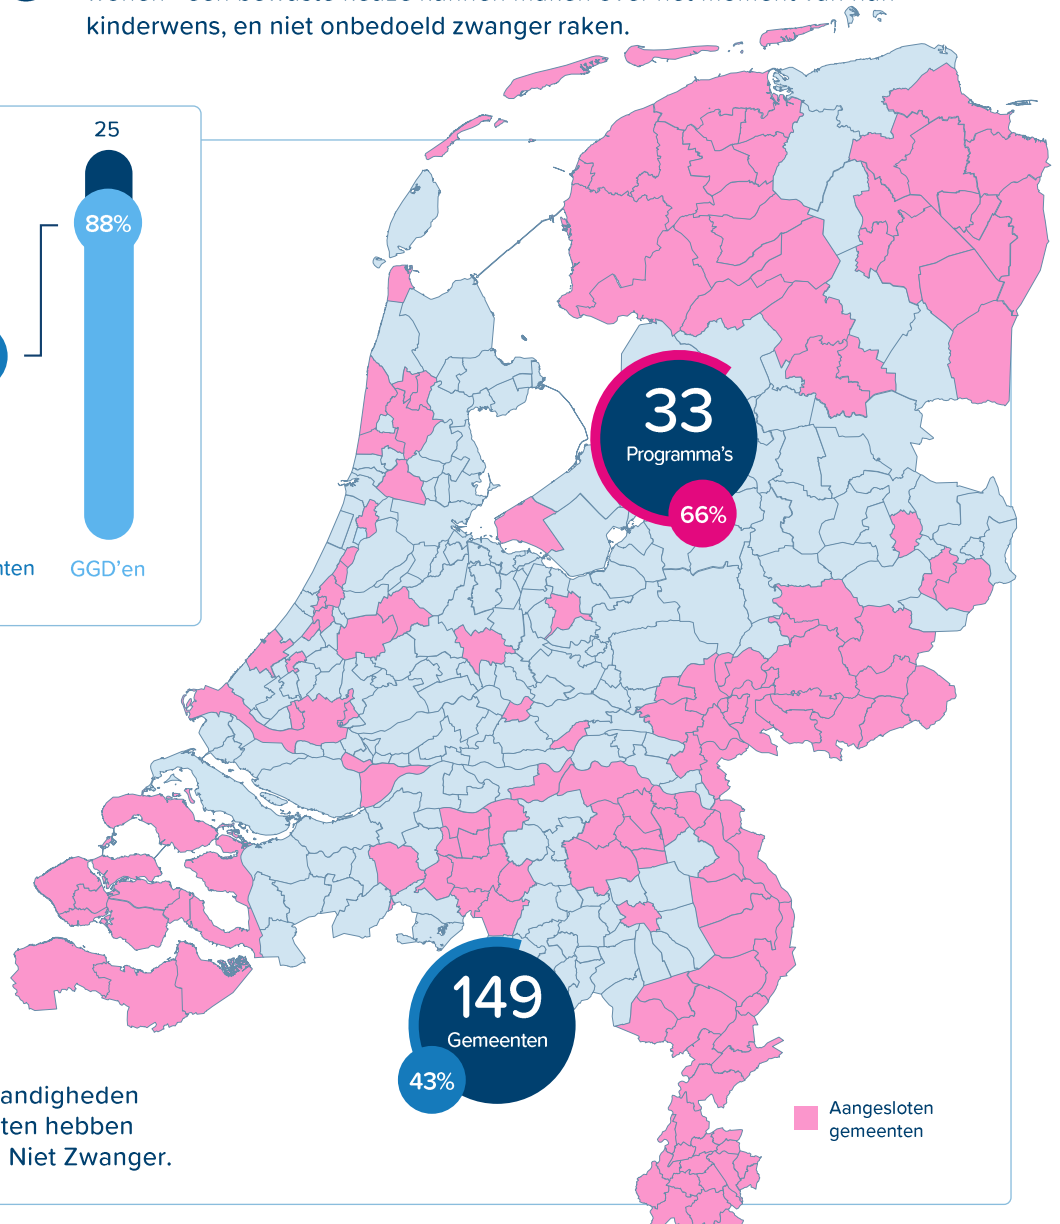 kinderwens, en niet onbedoeld zwanger raken.
25
88%
nten
GGD'en
33
Programma's
66%
149
Gemeenten
43%
andigheden
ten hebben
Niet Zwanger.
Aangesloten
gemeenten